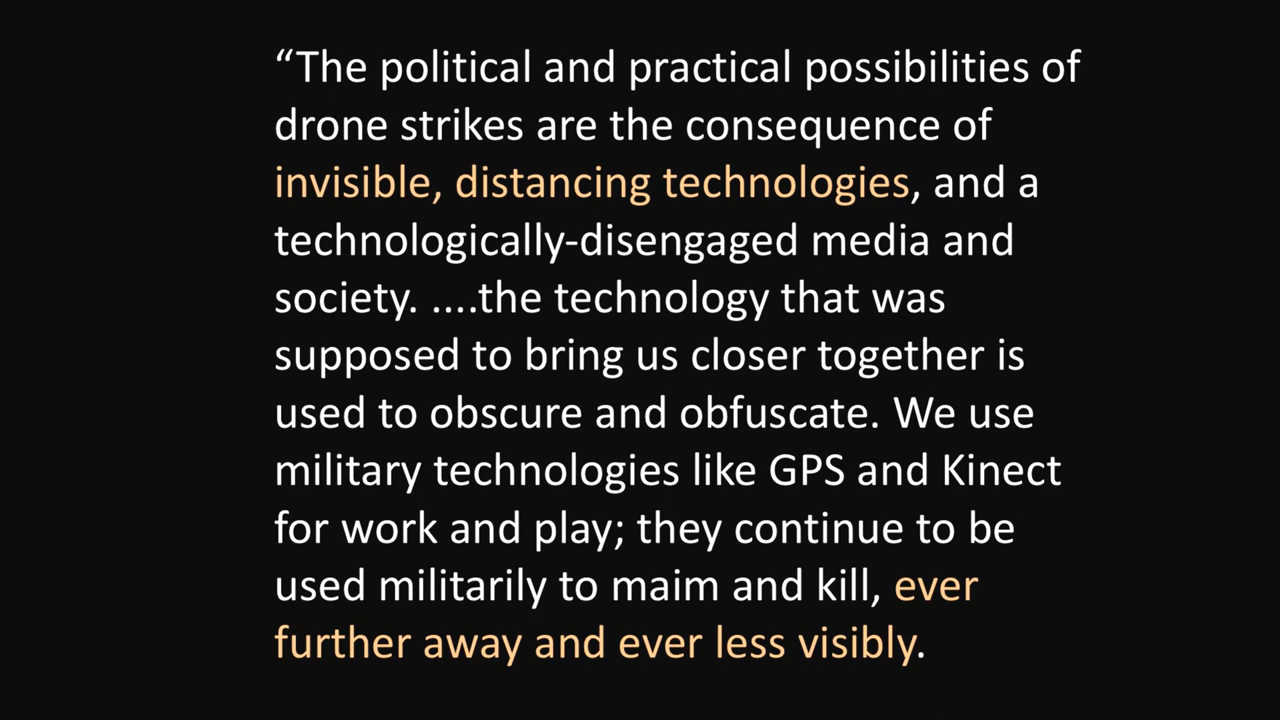 “The political and practical possibilities of
drone strikes are the consequence of
invisible, distancing technologies, and a
technologically-disengaged media and
society. ....the technology that was
supposed to bring us closer together is
used to obscure and obfuscate. We use
military technologies like GPS and Kinect
for work and play; they continue to be
used militarily to maim and kill, ever
further away and ever less visibly.